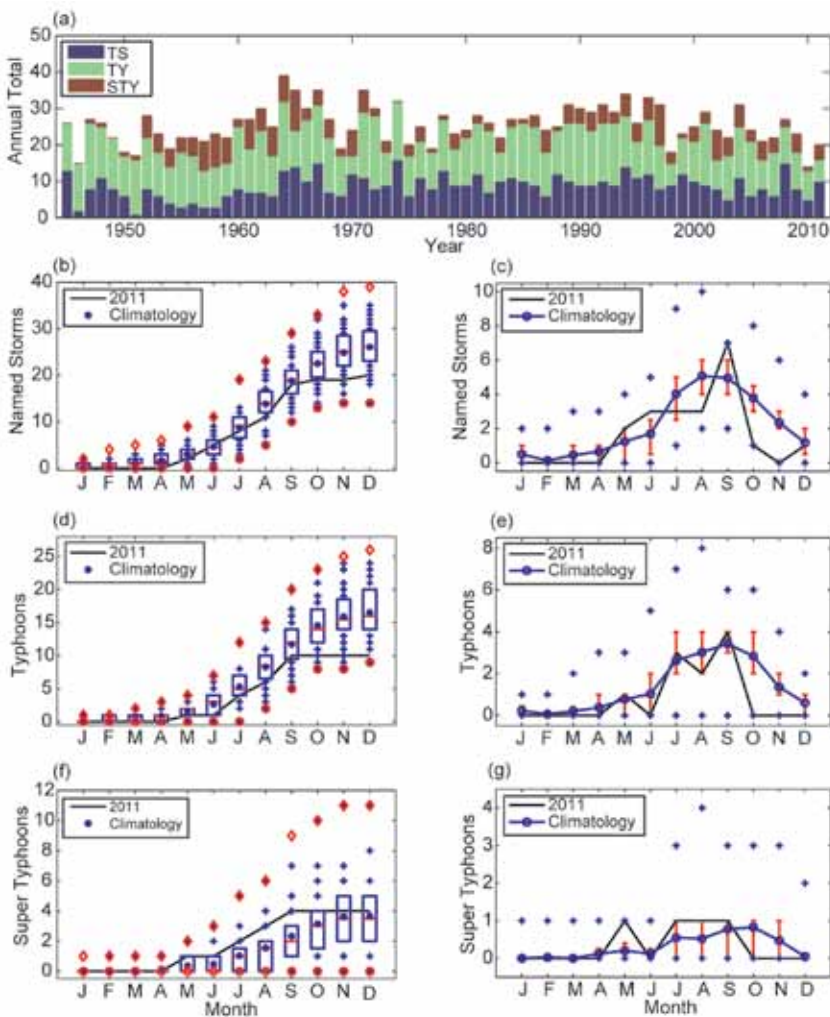 (a)
50
40
30
20
10
0
Annual Total
TS
TY
STY
1950 1960 1970 1980 1990 2000 2010
Year
(b)
40
30
20
10
0
Named Storms
2011
Climatology
J F M A M J J A S O N D
(c)
10
8
6
4
2
0
Named Storms
2011
Climatology
J F M A M J J A S O N D
(d)
25
20
15
10
5
0
Typhoons
2011
Climatology
J F M A M J J A S O N D
(e)
8
6
4
2
0
Typhoons
2011
Climatology
J F M A M J J A S O N D
(f)
12
10
8
6
4
2
0
Super Typhoons
2011
Climatology
J F M A M J J A S O N D
Month
(g)
4
3
2
1
0
Super Typhoons
2011
Climatology
J F M A M J J A S O N D
Month